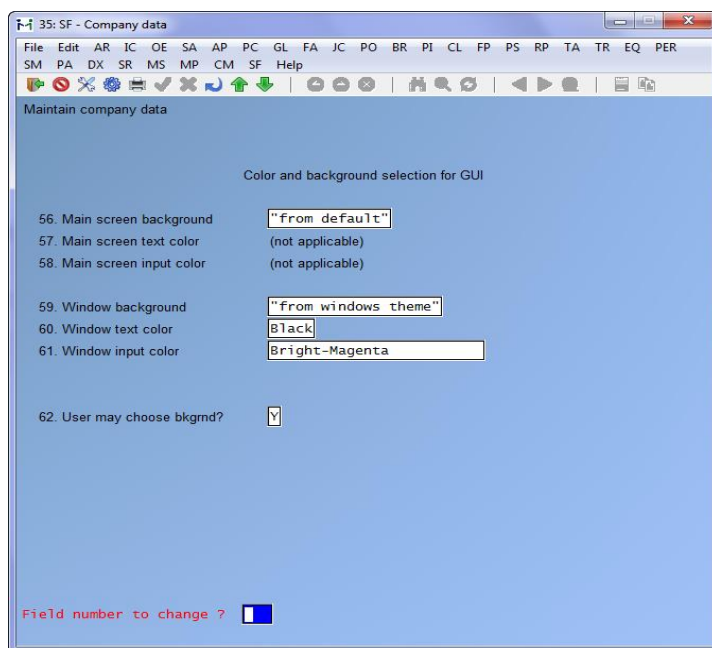 35: SF - Company data
File Edit AR IC OE SA AP PC GL FA JC PO BR PI CL FP PS RP TA TR EQ PER
SM PA DX SR MS MP CM SF Help
Maintain company data
Color and background selection for GUI
56. Main screen background "from default"
57. Main screen text color (not applicable)
58. Main screen input color (not applicable)
59. Window background "from windows theme"
60. Window text color Black
61. Window input color Bright-Magenta
62. User may choose bkgrnd? Y
Field number to change ?